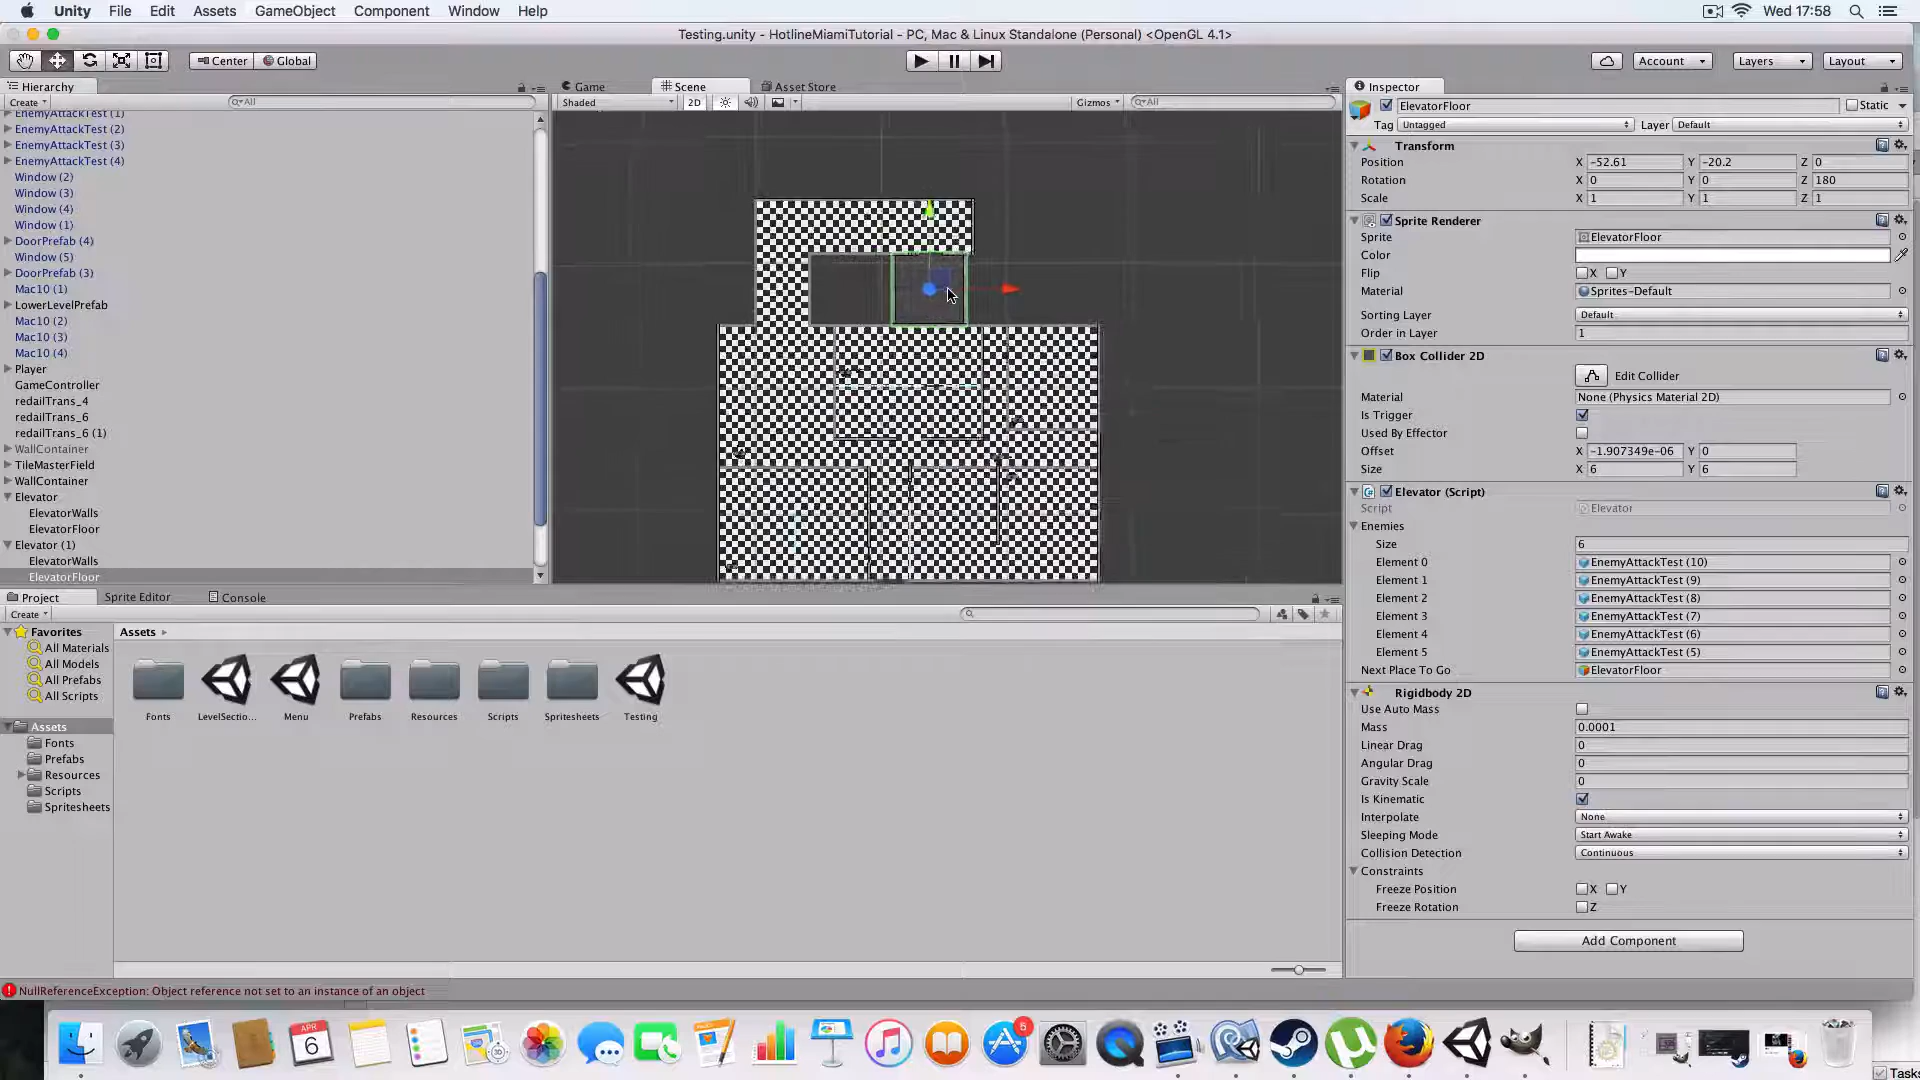 Unity File Edit Assets GameObject Component Window Help Wed 17:58
Testing.unity - HotlineMiamiTutorial - PC, Mac & Linux Standalone (Personal) <OpenGL 4.1>
Center Global Account Layers Layout
Hierarchy
Create All
EnemyAttackTest (1)
EnemyAttackTest (2)
EnemyAttackTest (3)
EnemyAttackTest (4)
Window (2)
Window (3)
Window (4)
Window (1)
DoorPrefab (4)
Window (5)
DoorPrefab (3)
Mac10 (1)
LowerLevelPrefab
Mac10 (2)
Mac10 (3)
Mac10 (4)
Player
GameController
redailTrans_4
redailTrans_6
redailTrans_6 (1)
WallContainer
TileMasterField
WallContainer
Elevator
ElevatorWalls
ElevatorFloor
Elevator (1)
ElevatorWalls
ElevatorFloor
Game Scene Asset Store
Shaded 2D Gizmos All
Inspector
ElevatorFloor Static
Tag Untagged Layer Default
Transform
Position X -52.61 Y -20.2 Z 0
Rotation X 0 Y 0 Z 180
Scale X 1 Y 1 Z 1
Sprite Renderer
Sprite ElevatorFloor
Color
Flip X Y
Material Sprites-Default
Sorting Layer Default
Order in Layer 1
Box Collider 2D
Edit Collider
Material None (Physics Material 2D)
Is Trigger
Used By Effector
Offset X -1.907349e-06 Y 0
Size X 6 Y 6
Elevator (Script)
Script Elevator
Enemies
Size 6
Element 0 EnemyAttackTest (10)
Element 1 EnemyAttackTest (9)
Element 2 EnemyAttackTest (8)
Element 3 EnemyAttackTest (7)
Element 4 EnemyAttackTest (6)
Element 5 EnemyAttackTest (5)
Next Place To Go ElevatorFloor
Rigidbody 2D
Use Auto Mass
Mass 0.0001
Linear Drag 0
Angular Drag 0
Gravity Scale 0
Is Kinematic
Interpolate None
Sleeping Mode Start Awake
Collision Detection Continuous
Constraints
Freeze Position X Y
Freeze Rotation Z
Add Component
Project Sprite Editor Console
Create
Favorites
All Materials
All Models
All Prefabs
All Scripts
Assets
Fonts
Prefabs
Resources
Scripts
Spritesheets
Assets
Fonts LevelSectio... Menu Prefabs Resources Scripts Spritesheets Testing
NullReferenceException: Object reference not set to an instance of an object
APR
6
5
Tasks